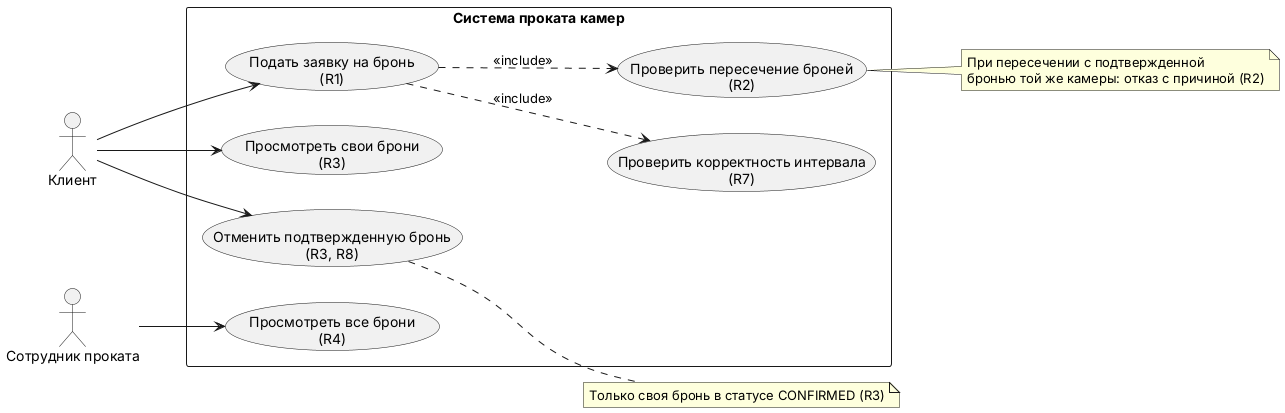 Система проката камер
Подать заявку на бронь
(R1)
«include»
Проверить пересечение броней
(R2)
При пересечении с подтвержденной
бронью той же камеры: отказ с причиной (R2)
«include»
Просмотреть свои брони
(R3)
Проверить корректность интервала
(R7)
Клиент
Отменить подтвержденную бронь
(R3, R8)
Просмотреть все брони
(R4)
Сотрудник проката
Только своя бронь в статусе CONFIRMED (R3)